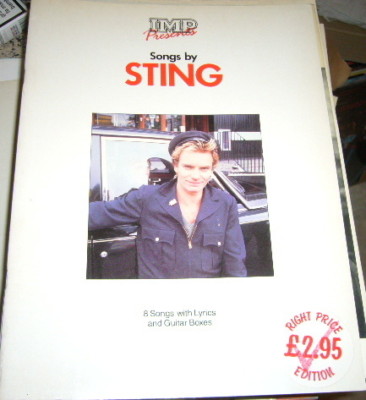 IMP
Presents
Songs by
STING
8 Songs with Lyrics
and Guitar Boxes
RIGHT PRICE
£2.95
EDITION